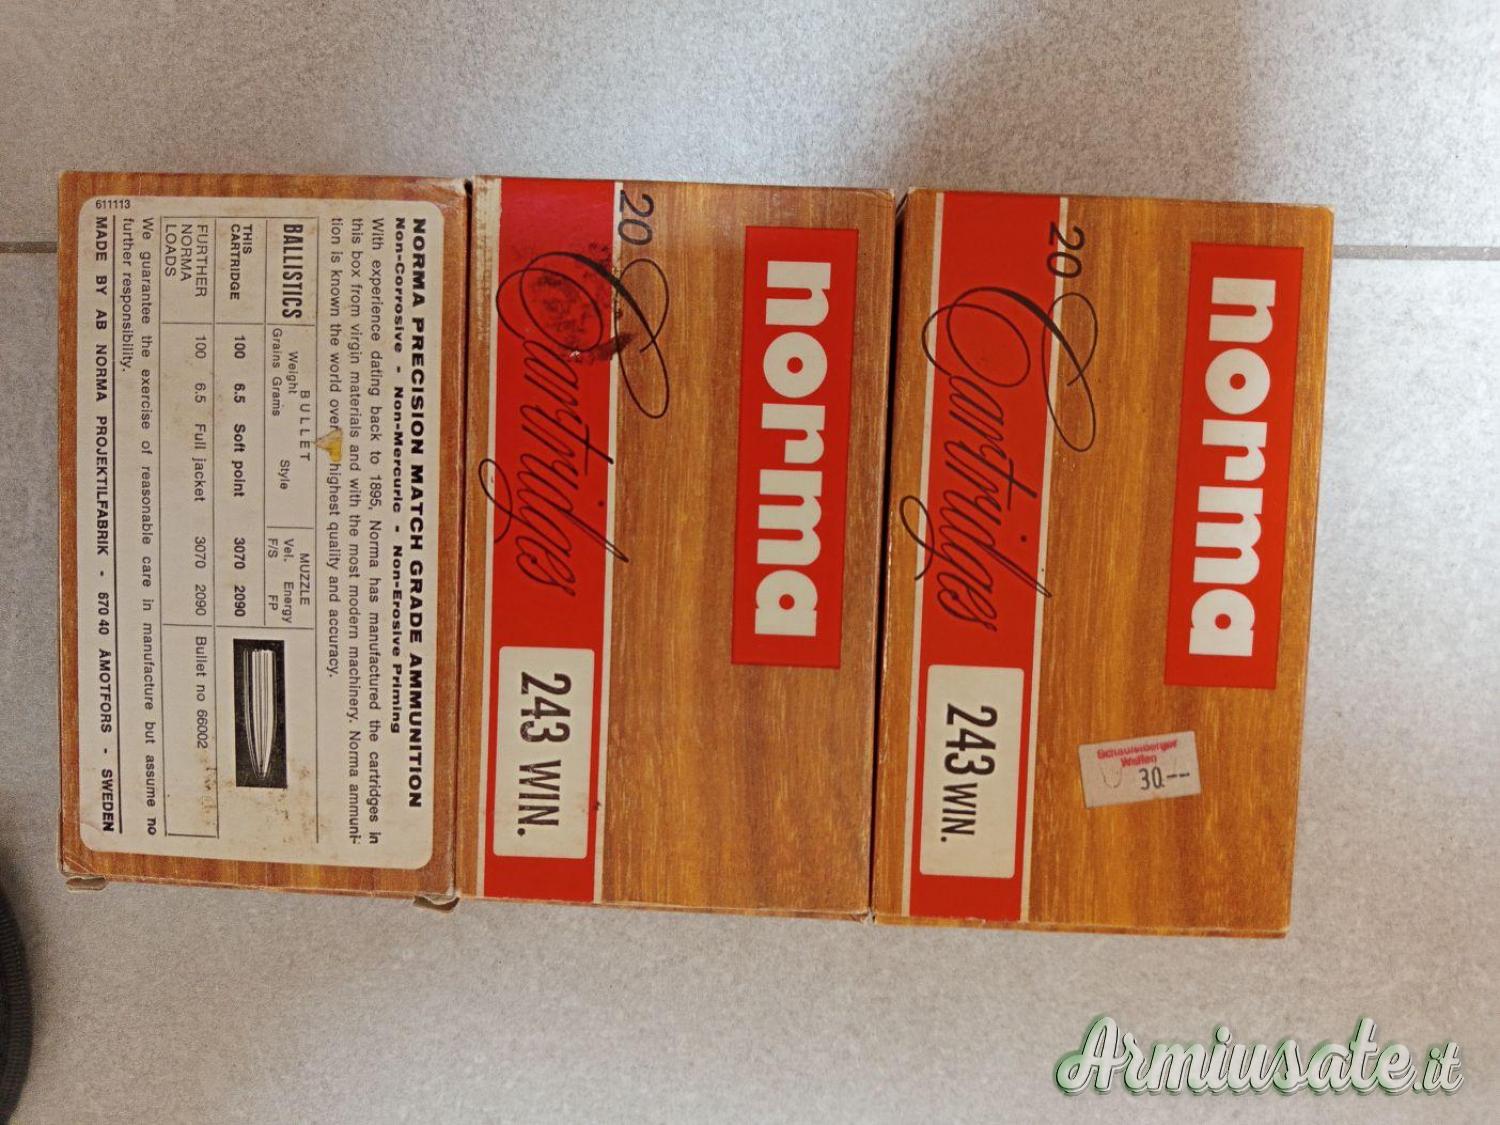 NORMA PRECISION MATCH GRADE AMMUNITION
Non-Corrosive - Non-Mercuric - Non-Erosive Priming
With experience dating back to 1895, Norma has manufactured the cartridges in
this box from virgin materials and with the most modern machinery. Norma ammuni-
tion is known the world over highest quality and accuracy.
BALLISTICS
BULLET
Weight
Grains Grams
Style
MUZZLE
Vel. Energy
F/S FP
THIS
CARTRIDGE
100 6.5 Soft point 3070 2090
FURTHER
NORMA
LOADS
100 6.5 Full jacket 3070 2090
Bullet no 66002
We guarantee the exercise of reasonable care in manufacture but assume no
further responsibility.
611113
MADE BY AB NORMA PROJEKTILFABRIK - 670 40 ÅMOTFORS - SWEDEN
norma
20 Cartridges
243 WIN.
norma
Schauenberger
Waffen
30.--
20 Cartridges
243 WIN.
Armiusate.it